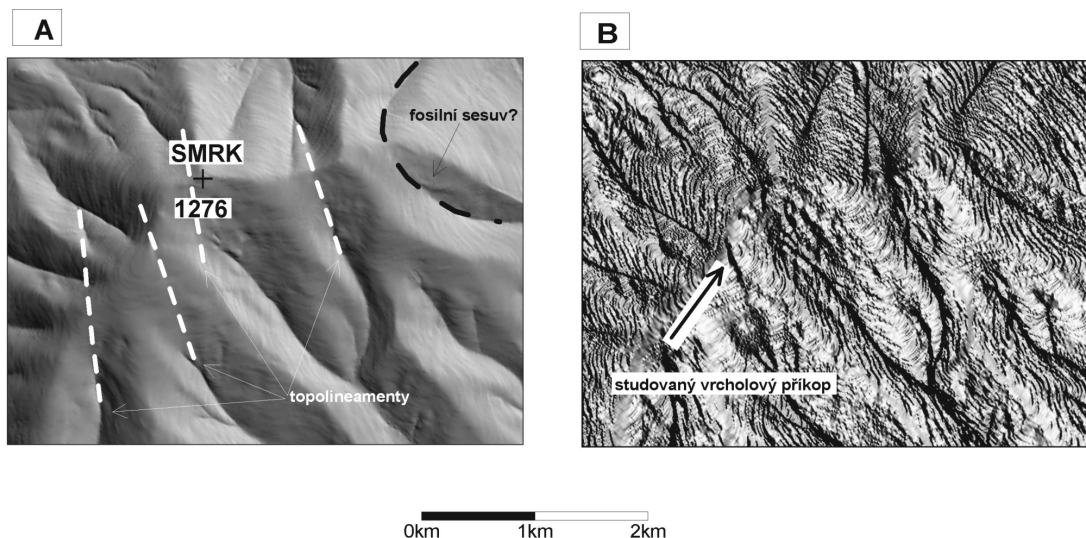 A
B
fosilní sesuv?
SMRK
1276
topolineamenty
studovaný vrcholový příkop
0km 1km 2km